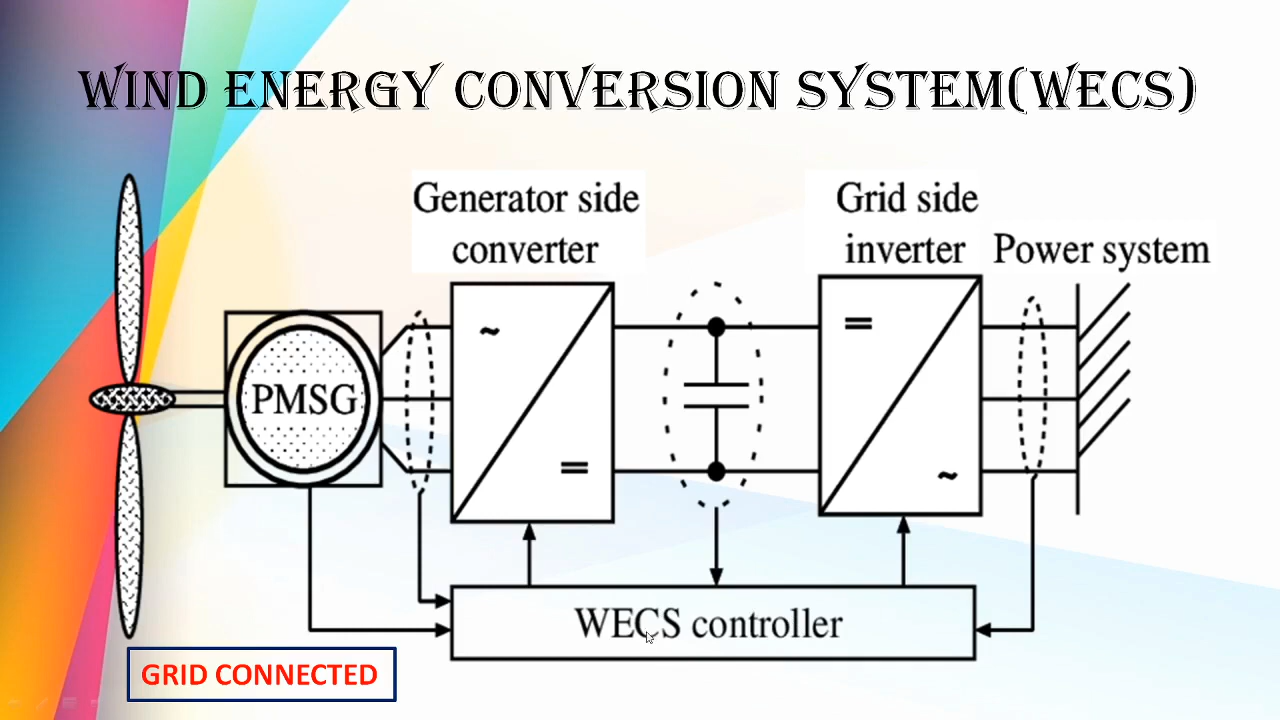 WIND ENERGY CONVERSION SYSTEM(WECS)
Generator side
converter
Grid side
inverter
Power system
PMSG
~
=
=
~
WECS controller
GRID CONNECTED